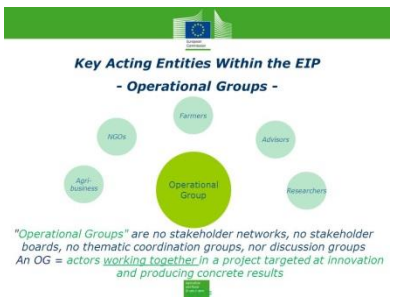 European
Commission
Key Acting Entities Within the EIP
- Operational Groups -
Farmers
NGOs
Advisors
Agri-
business
Operational
Group
Researchers
"Operational Groups" are no stakeholder networks, no stakeholder
boards, no thematic coordination groups, nor discussion groups
An OG = actors working together in a project targeted at innovation
and producing concrete results